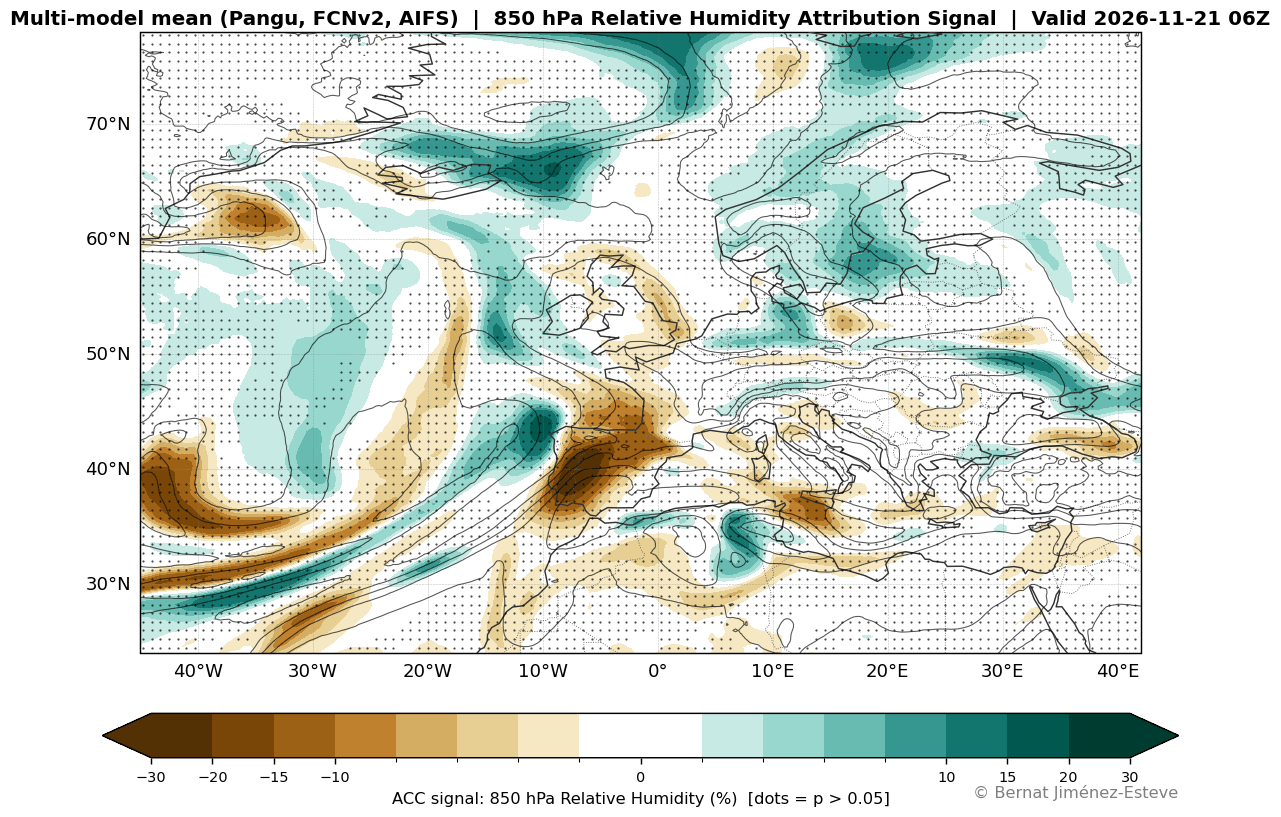 Multi-model mean (Pangu, FCNv2, AIFS) | 850 hPa Relative Humidity Attribution Signal | Valid 2026-11-21 06Z
70°N
60°N
50°N
40°N
30°N
40°W 30°W 20°W 10°W 0° 10°E 20°E 30°E 40°E
−30 −20 −15 −10 0 10 15 20 30
ACC signal: 850 hPa Relative Humidity (%) [dots = p > 0.05]
© Bernat Jiménez-Esteve